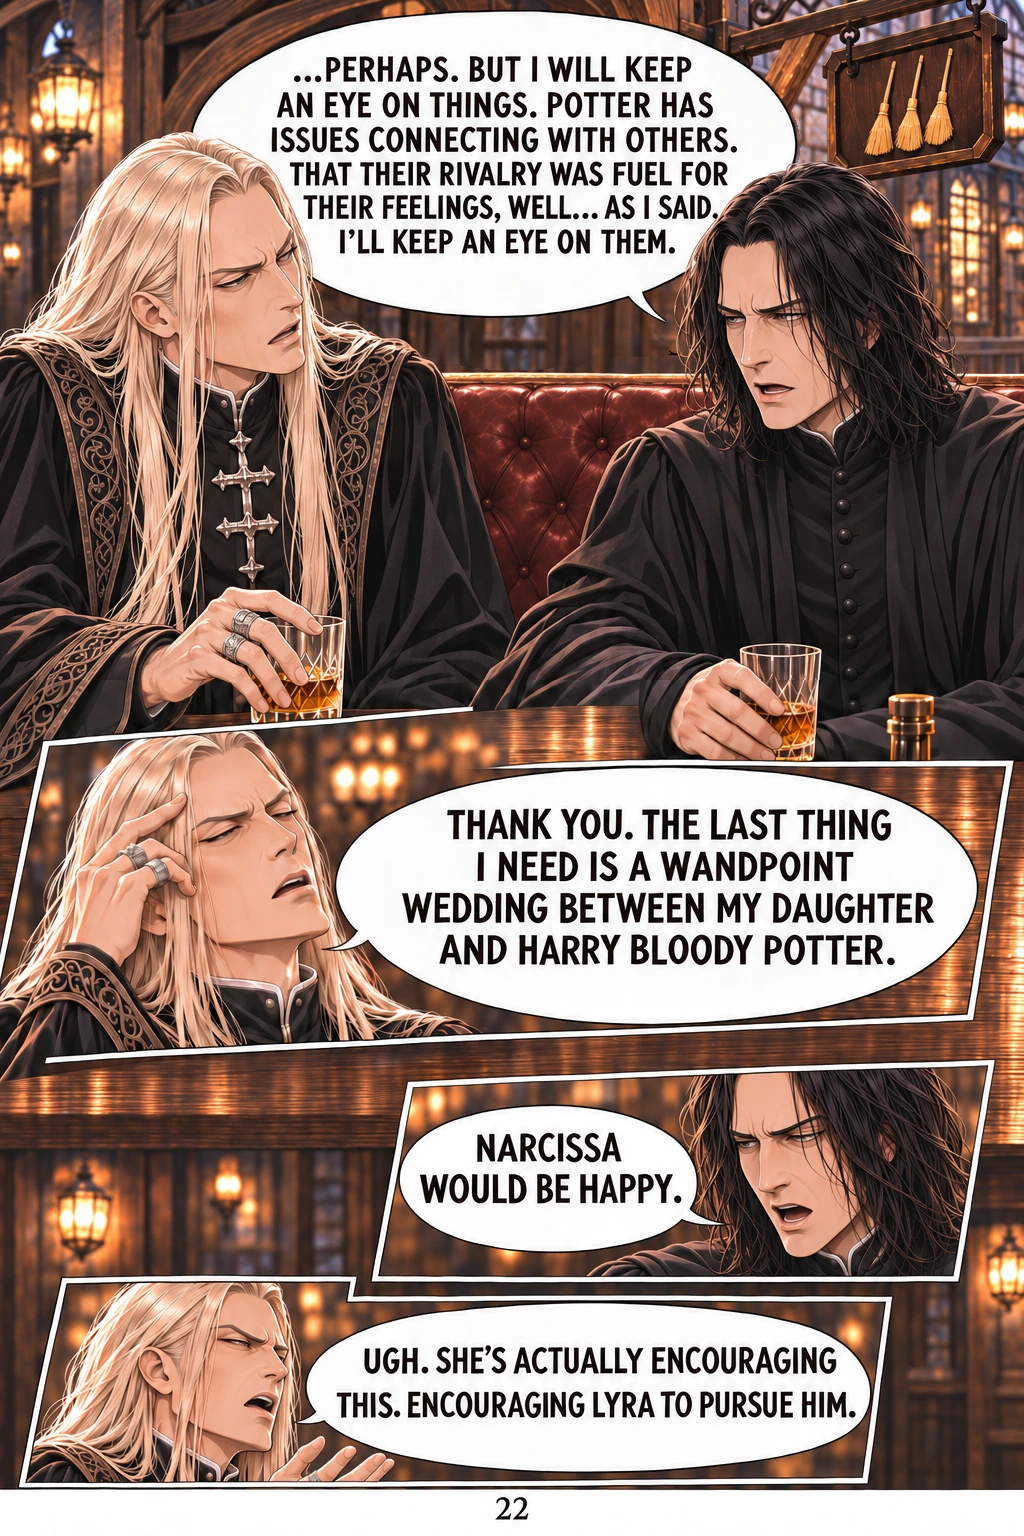 ...PERHAPS. BUT I WILL KEEP
AN EYE ON THINGS. POTTER HAS
ISSUES CONNECTING WITH OTHERS.
THAT THEIR RIVALRY WAS FUEL FOR
THEIR FEELINGS, WELL... AS I SAID.
I'LL KEEP AN EYE ON THEM.
THANK YOU. THE LAST THING
I NEED IS A WANDPOINT
WEDDING BETWEEN MY DAUGHTER
AND HARRY BLOODY POTTER.
NARCISSA
WOULD BE HAPPY.
UGH. SHE'S ACTUALLY ENCOURAGING
THIS. ENCOURAGING LYRA TO PURSUE HIM.
22